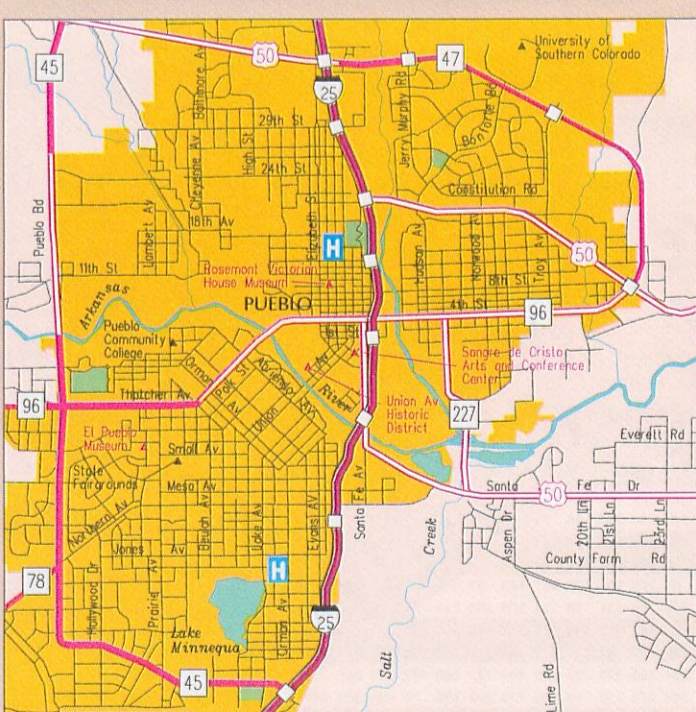 University of
Southern Colorado
50
47
45
25
Baltimore Av
Jerry Murphy Rd
Bonforte Bd
29th St
High St
24th St
Cheyenne Av
Constitution Rd
Elizabeth St
18th Av
Lambert Av
Pueblo Bd
Hudson Av
Norwood Av
Troy Av
H
50
11th St
8th St
Rosemont Victorian
House Museum
PUEBLO
4th St
96
Arkansas
River
Pueblo
Community
College
Orman
Av
Polk St
Abriendo Av
Union
Av
Sangre de Cristo
Arts and Conference
Center
Union Av
Historic
District
96
Thatcher Av
227
El Pueblo
Museum
Small Av
State
Fairgrounds
Mesa Av
Northern Av
Beulah Av
Lake Av
Evans AV
Santa Fe Av
Everett Rd
Santa Fe Dr
50
Creek
Aspen Dr
20th Ln
21st Ln
23rd Ln
Jones Av
County Farm Rd
78
Hollywood Dr
Prairie Av
H
Orman Av
25
Lake
Minnequa
Salt
Lime Rd
45